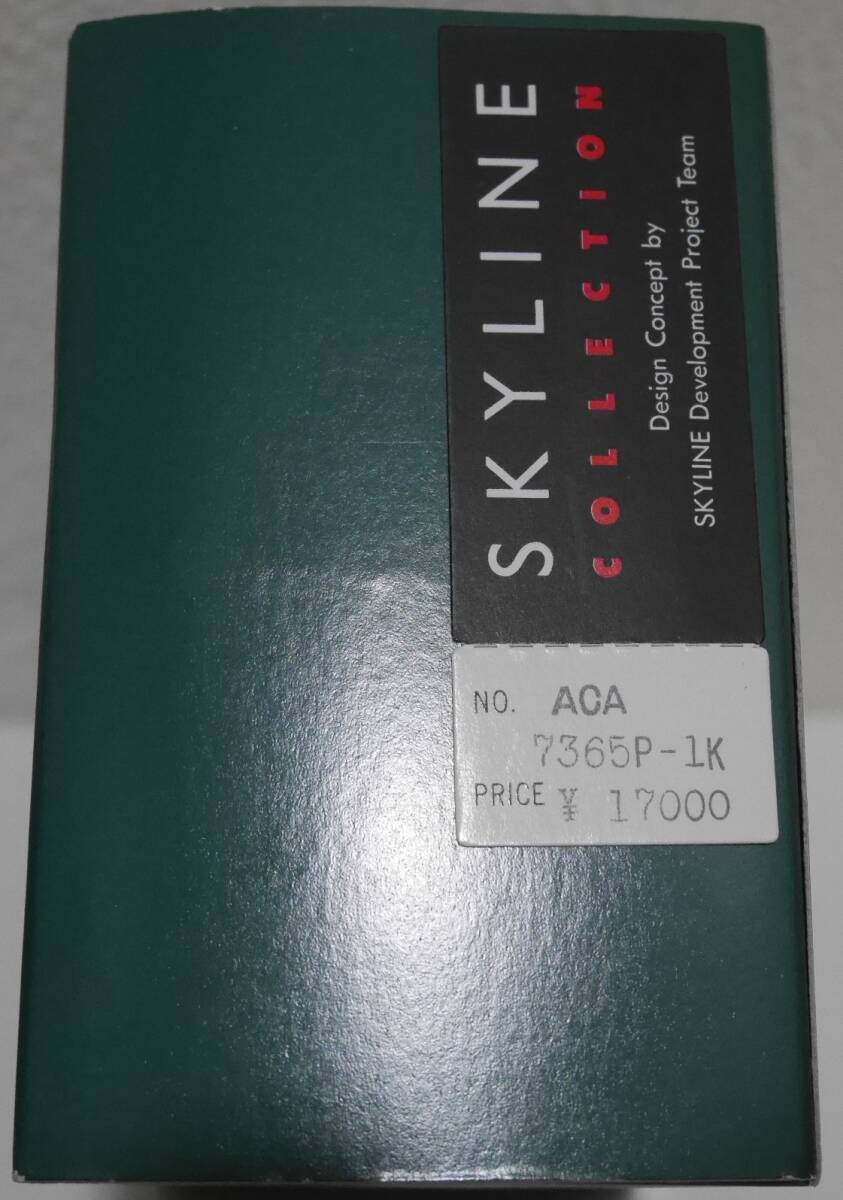 SKYLINE
COLLECTION
Design Concept by
SKYLINE Development Project Team
NO. ACA
7365P-1K
PRICE ¥ 17000